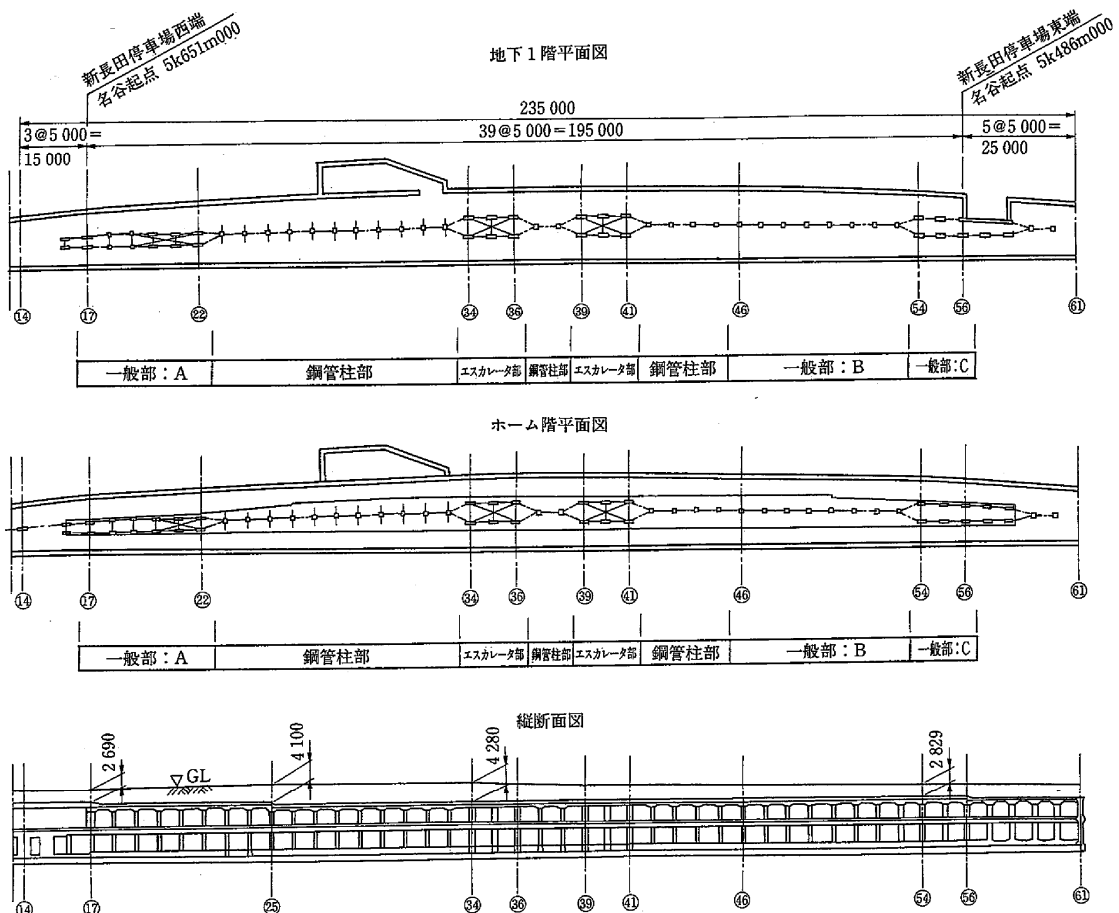 新長田停車場西端
名谷起点 5k651m000
地下1階平面図
新長田停車場東端
名谷起点 5k486m000
235 000
3@5 000=
15 000
39@5 000=195 000
5@5 000=
25 000
⑭ ⑰ ㉒ ㉞ ㊱ ㊴ ㊶ ㊻ 54 56 61
一般部:A 鋼管柱部 エスカレータ部 鋼管柱部 エスカレータ部 鋼管柱部 一般部:B 一般部:C
ホーム階平面図
⑭ ⑰ ㉒ ㉞ ㊱ ㊴ ㊶ ㊻ 54 56 61
一般部:A 鋼管柱部 エスカレータ部 鋼管柱部 エスカレータ部 鋼管柱部 一般部:B 一般部:C
縦断面図
2 690
GL
4 100
4 280
2 829
⑭ ⑰ ㉕ ㉞ ㊱ ㊴ ㊶ ㊻ 54 56 61